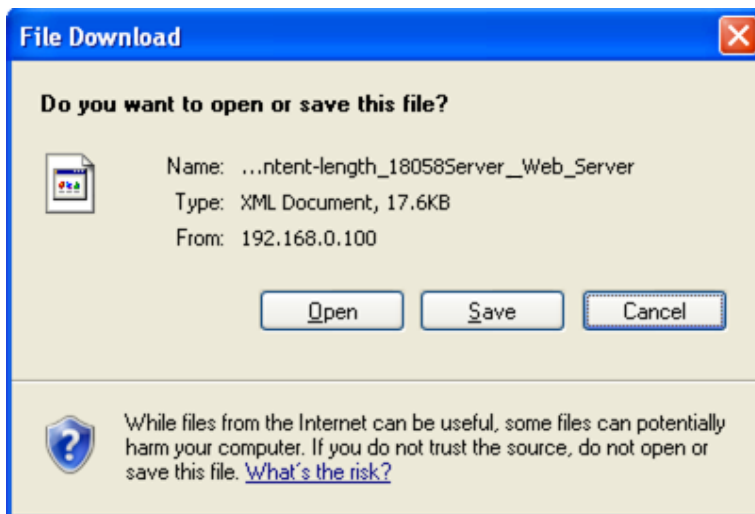 File Download
Do you want to open or save this file?
Name: ...ntent-length_18058Server__Web_Server
Type: XML Document, 17.6KB
From: 192.168.0.100
Open Save Cancel
While files from the Internet can be useful, some files can potentially
harm your computer. If you do not trust the source, do not open or
save this file. What's the risk?